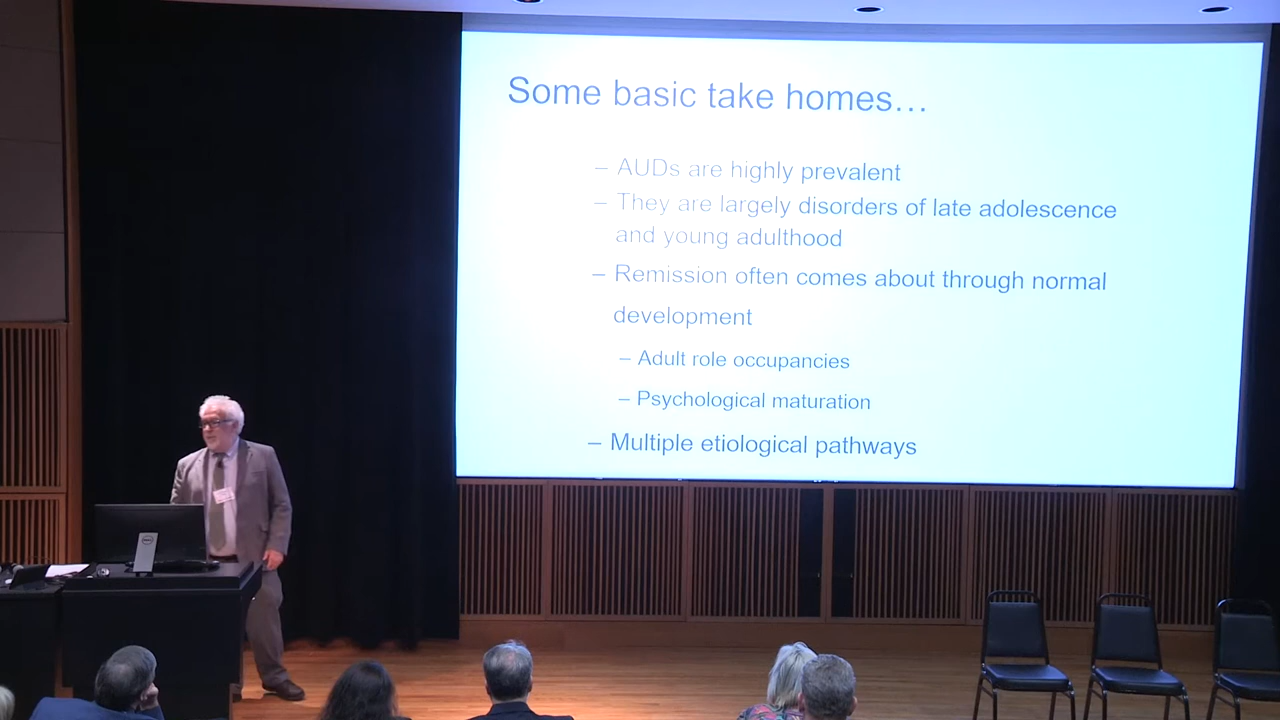 Some basic take homes…
– AUDs are highly prevalent
– They are largely disorders of late adolescence
and young adulthood
– Remission often comes about through normal
development
– Adult role occupancies
– Psychological maturation
– Multiple etiological pathways